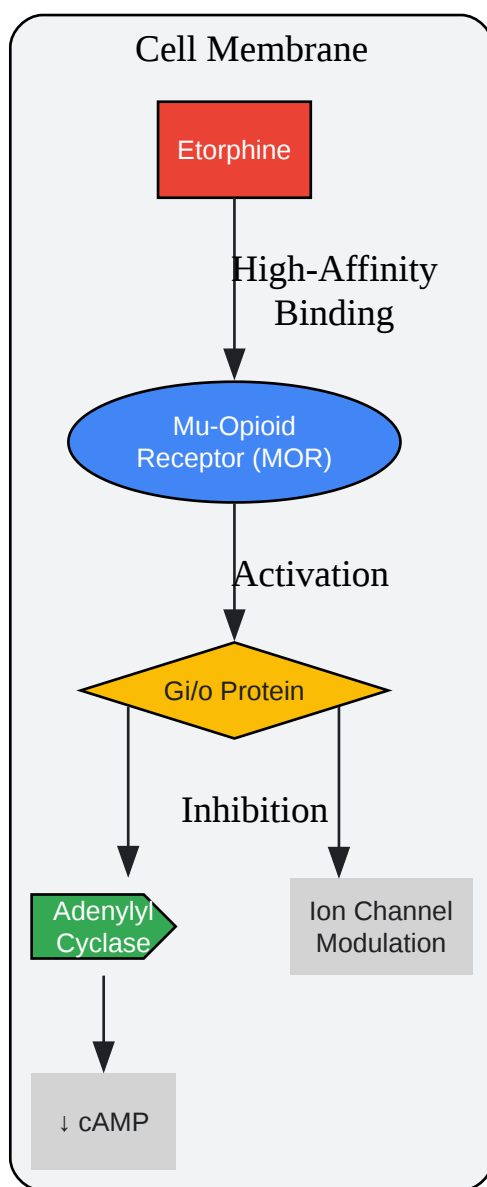 Cell Membrane
Etorphine
High-Affinity
Binding
Mu-Opioid
Receptor (MOR)
Activation
Gi/o Protein
Inhibition
Adenylyl
Cyclase
Ion Channel
Modulation
↓ cAMP